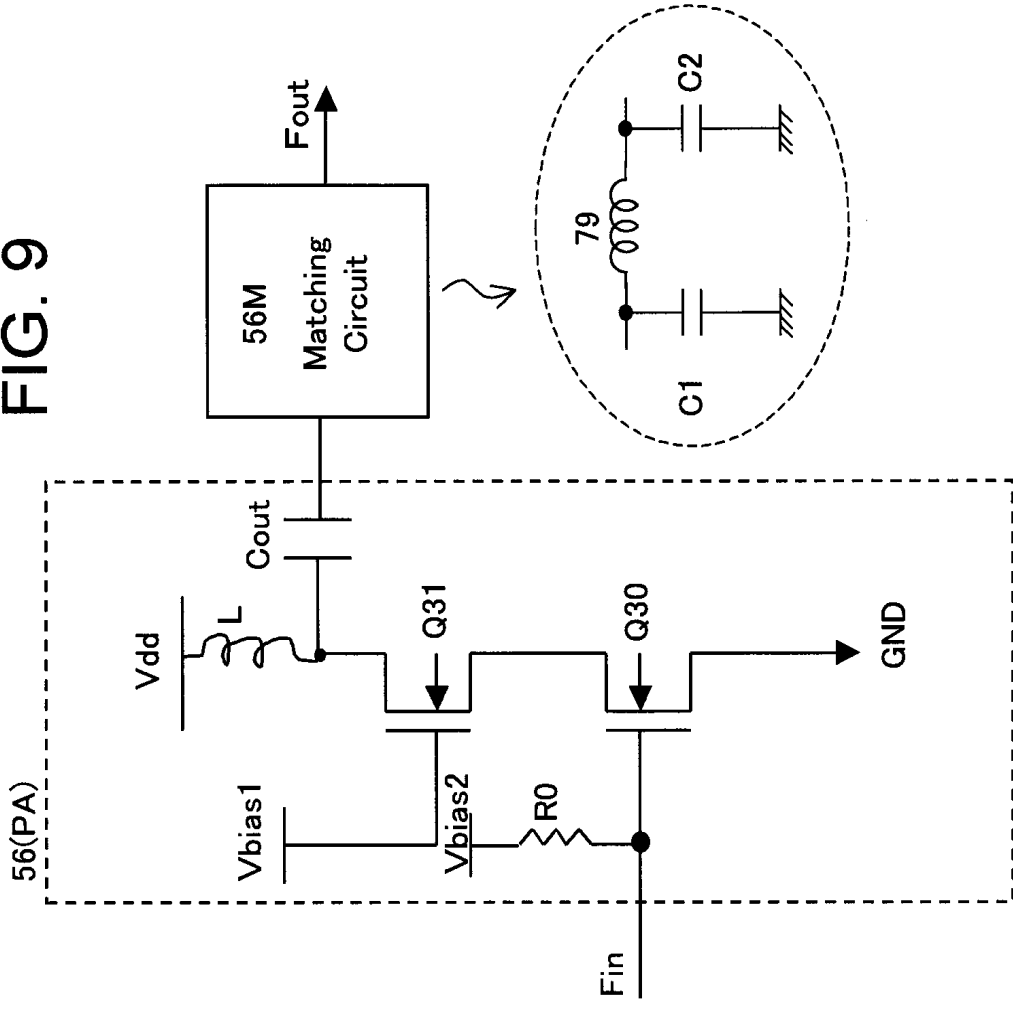 FIG. 9
56(PA)
Vdd
L
Cout
Vbias1
Q31
Vbias2
R0
Q30
Fin
GND
56M
Matching
Circuit
Fout
79
C1
C2